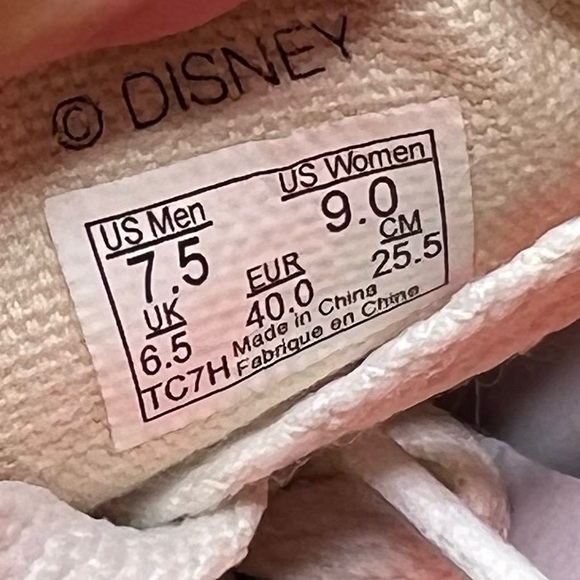 © DISNEY
US Men
7.5
US Women
9.0
UK
6.5
EUR
40.0
CM
25.5
TC7H
Made in China
Fabrique en Chine